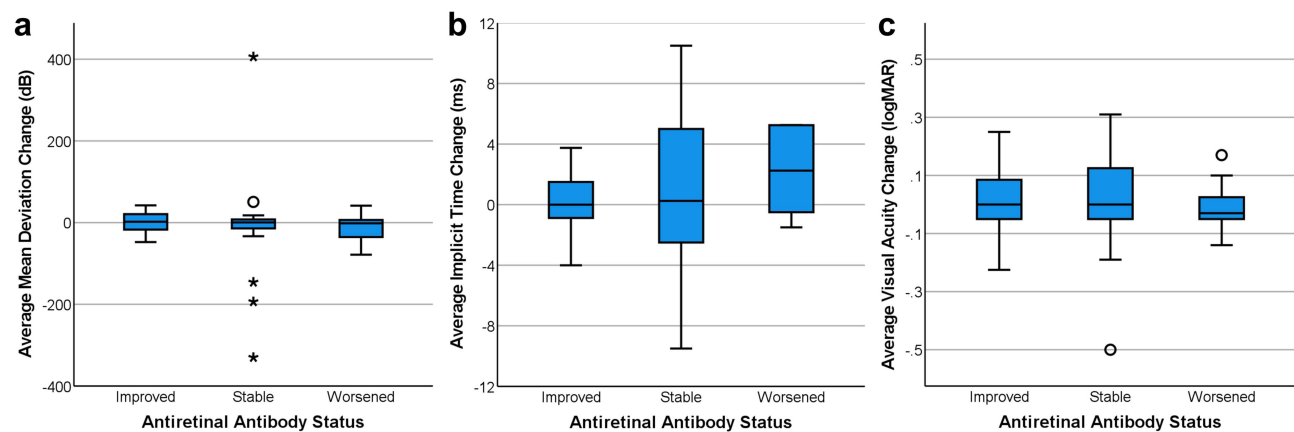 a
Average Mean Deviation Change (dB)
400
200
0
-200
-400
Improved Stable Worsened
Antiretinal Antibody Status
b
Average Implicit Time Change (ms)
12
8
4
0
-4
-8
-12
Improved Stable Worsened
Antiretinal Antibody Status
c
Average Visual Acuity Change (logMAR)
.5
.3
.1
-.1
-.3
-.5
Improved Stable Worsened
Antiretinal Antibody Status